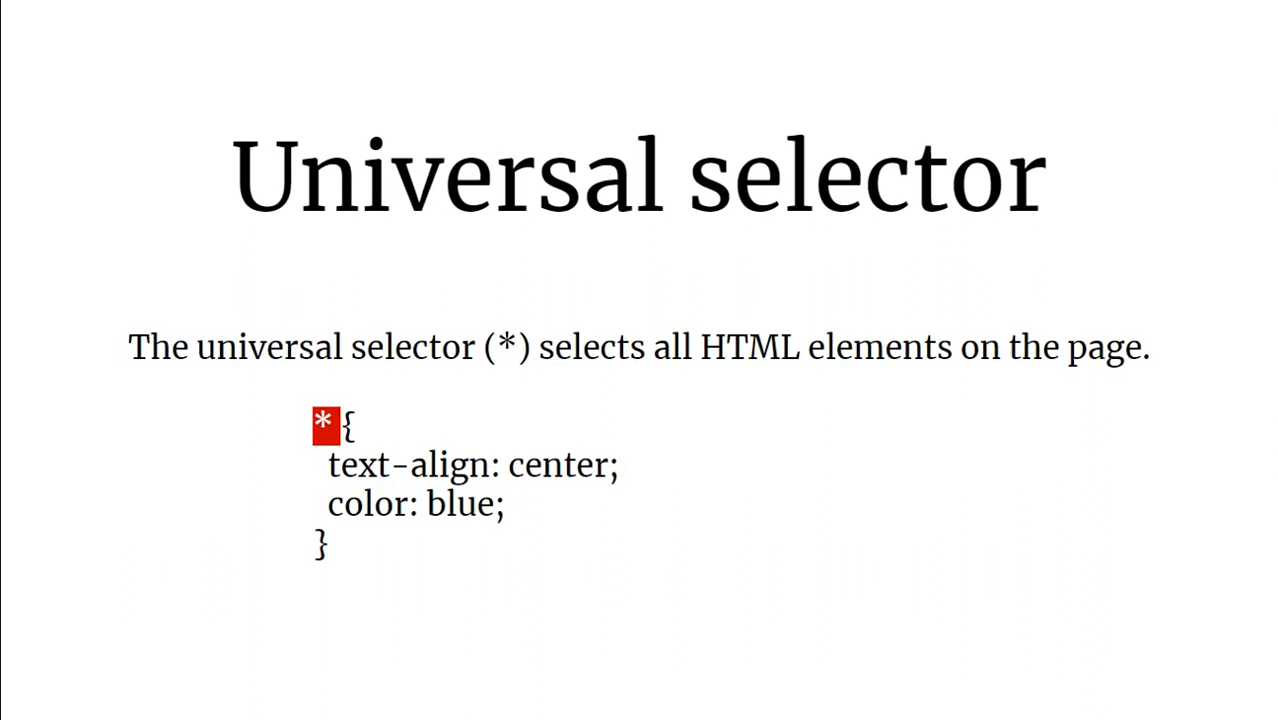 Universal selector
The universal selector (*) selects all HTML elements on the page.
* {
text-align: center;
color: blue;
}